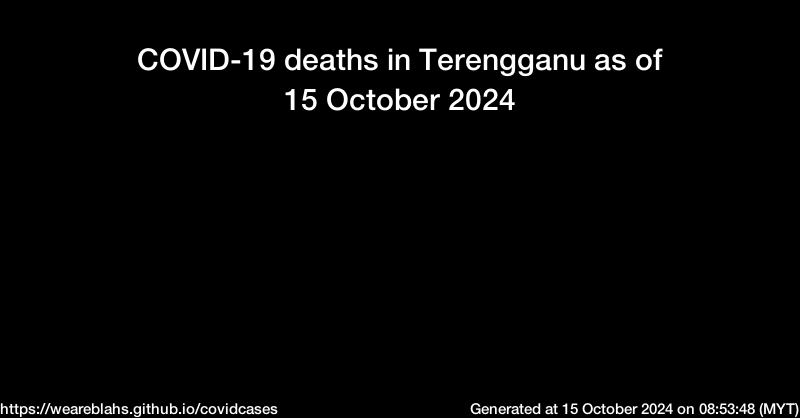 COVID-19 deaths in Terengganu as of
15 October 2024
https://weareblahs.github.io/covidcases
Generated at 15 October 2024 on 08:53:48 (MYT)